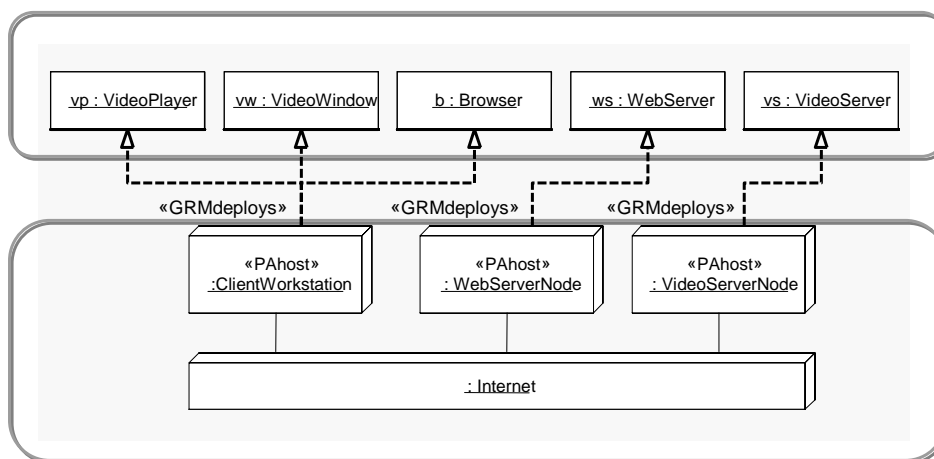 vp : VideoPlayer
vw : VideoWindow
b : Browser
ws : WebServer
vs : VideoServer
«GRMdeploys»
«GRMdeploys»
«GRMdeploys»
«PAhost»
:ClientWorkstation
«PAhost»
: WebServerNode
«PAhost»
: VideoServerNode
: Internet